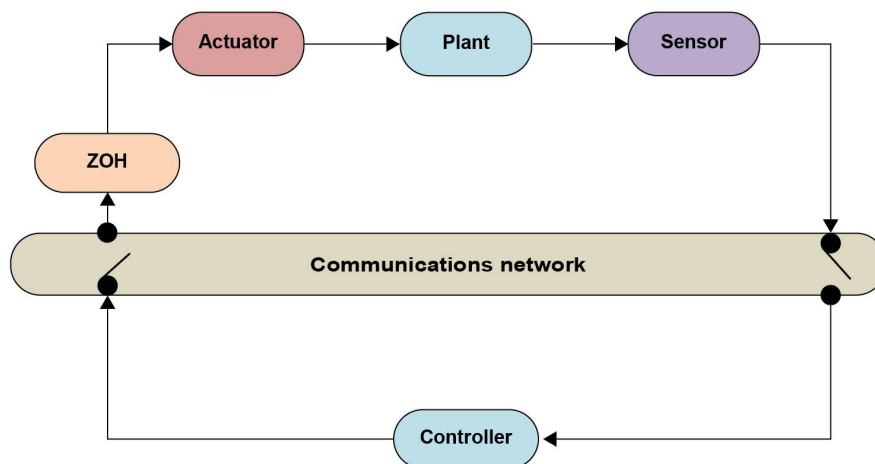 Actuator
Plant
Sensor
ZOH
Communications network
Controller